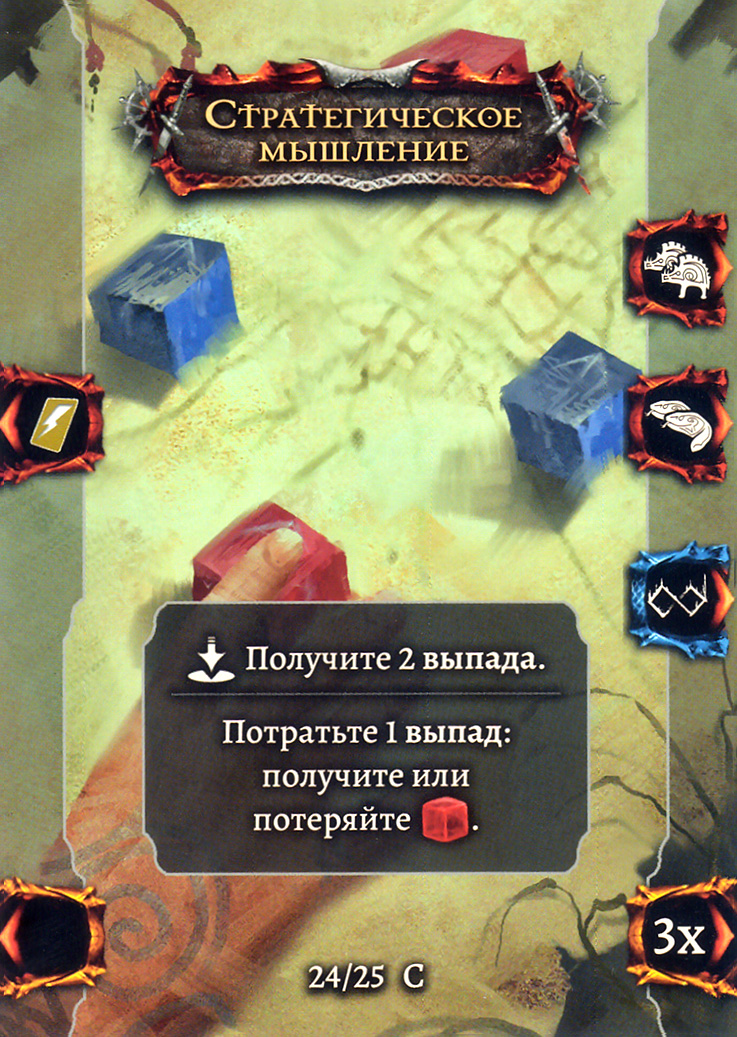 Стратегическое
мышление
Получите 2 выпада.
Потратьте 1 выпад:
получите или
потеряйте .
3x
24/25 C